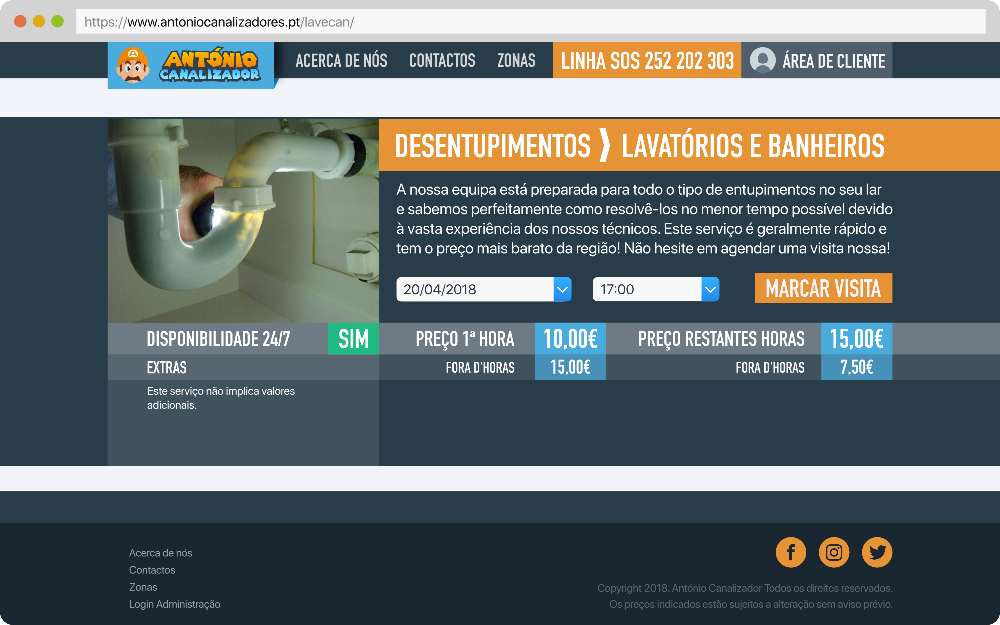 https://www.antoniocanalizadores.pt/lavecan/
ANTÓNIO
CANALIZADOR
ACERCA DE NÓS
CONTACTOS
ZONAS
LINHA SOS 252 202 303
ÁREA DE CLIENTE
DESENTUPIMENTOS ⟩ LAVATÓRIOS E BANHEIROS
A nossa equipa está preparada para todo o tipo de entupimentos no seu lar
e sabemos perfeitamente como resolvê-los no menor tempo possível devido
à vasta experiência dos nossos técnicos. Este serviço é geralmente rápido e
tem o preço mais barato da região! Não hesite em agendar uma visita nossa!
20/04/2018
17:00
MARCAR VISITA
DISPONIBILIDADE 24/7
SIM
PREÇO 1ª HORA
10,00€
PREÇO RESTANTES HORAS
15,00€
EXTRAS
FORA D'HORAS
15,00€
FORA D'HORAS
7,50€
Este serviço não implica valores
adicionais.
Acerca de nós
Contactos
Zonas
Login Administração
Copyright 2018. António Canalizador Todos os direitos reservados.
Os preços indicados estão sujeitos a alteração sem aviso prévio.